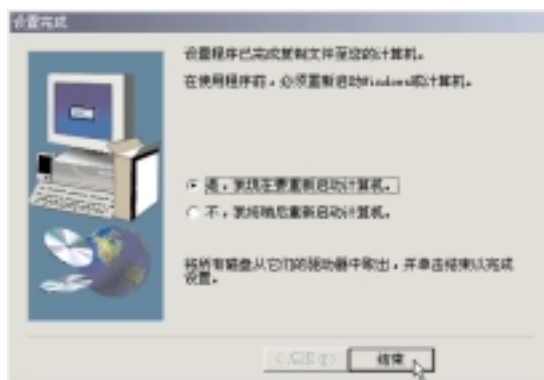 设置完成
设置程序已完成复制文件至您的计算机。
在使用程序前，必须重新启动Windows或计算机。
是，我现在要重新启动计算机。
不，我将稍后重新启动计算机。
将所有磁盘从它们的驱动器中取出，并单击结束以完成
设置。
结束